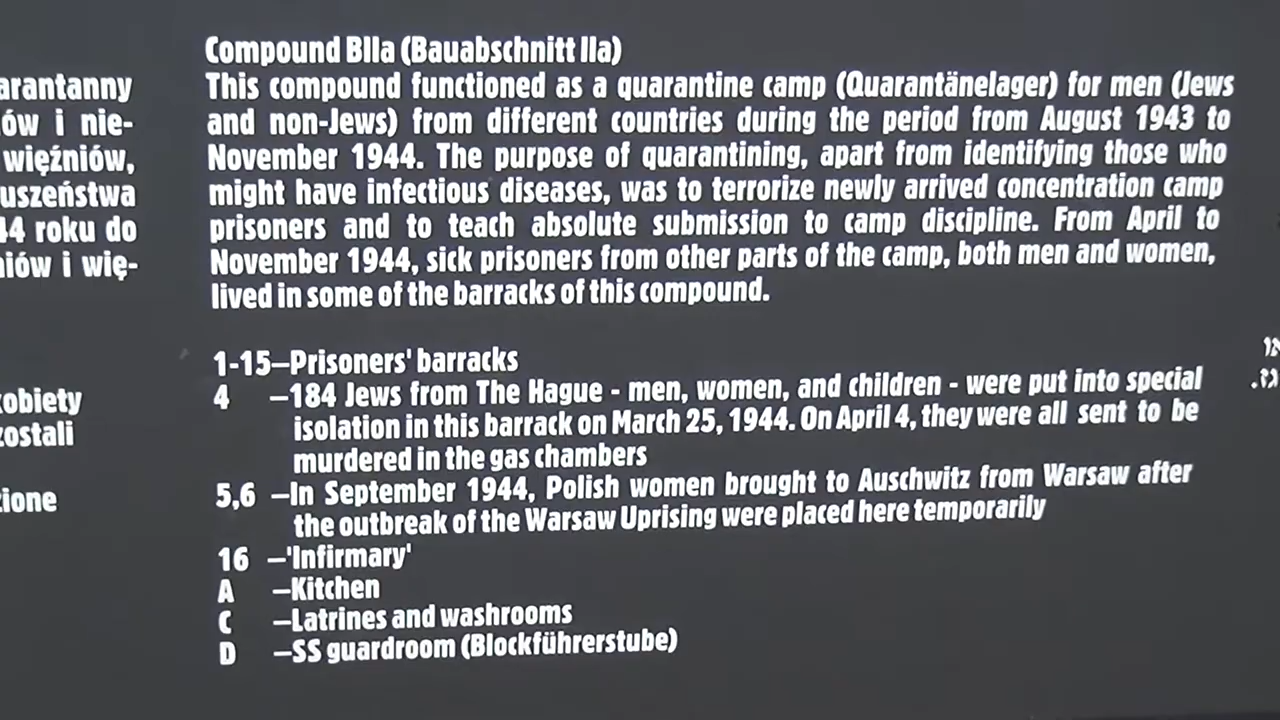 arantanny
ów i nie-
więźniów,
uszeństwa
44 roku do
niów i wię-
kobiety
zostali
zione
Compound BIIa (Bauabschnitt IIa)
This compound functioned as a quarantine camp (Quarantänelager) for men (Jews
and non-Jews) from different countries during the period from August 1943 to
November 1944. The purpose of quarantining, apart from identifying those who
might have infectious diseases, was to terrorize newly arrived concentration camp
prisoners and to teach absolute submission to camp discipline. From April to
November 1944, sick prisoners from other parts of the camp, both men and women,
lived in some of the barracks of this compound.
1-15–Prisoners' barracks
4 –184 Jews from The Hague - men, women, and children - were put into special
isolation in this barrack on March 25, 1944. On April 4, they were all sent to be
murdered in the gas chambers
5,6 –In September 1944, Polish women brought to Auschwitz from Warsaw after
the outbreak of the Warsaw Uprising were placed here temporarily
16 –'Infirmary'
A –Kitchen
C –Latrines and washrooms
D –SS guardroom (Blockführerstube)